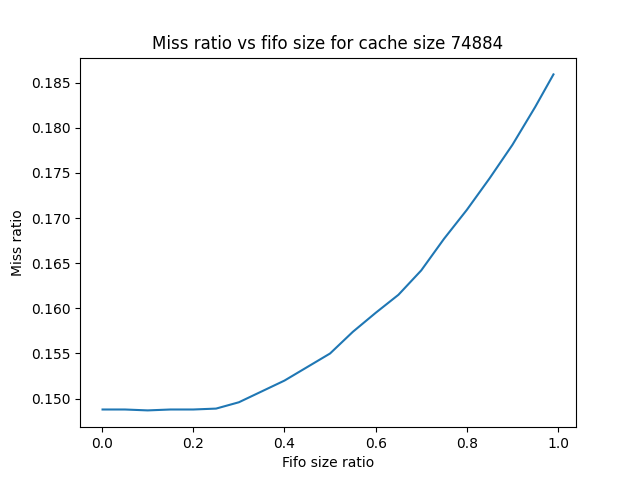 Miss ratio vs fifo size for cache size 74884
0.185
0.180
0.175
0.170
0.165
0.160
0.155
0.150
Miss ratio
0.0 0.2 0.4 0.6 0.8 1.0
Fifo size ratio